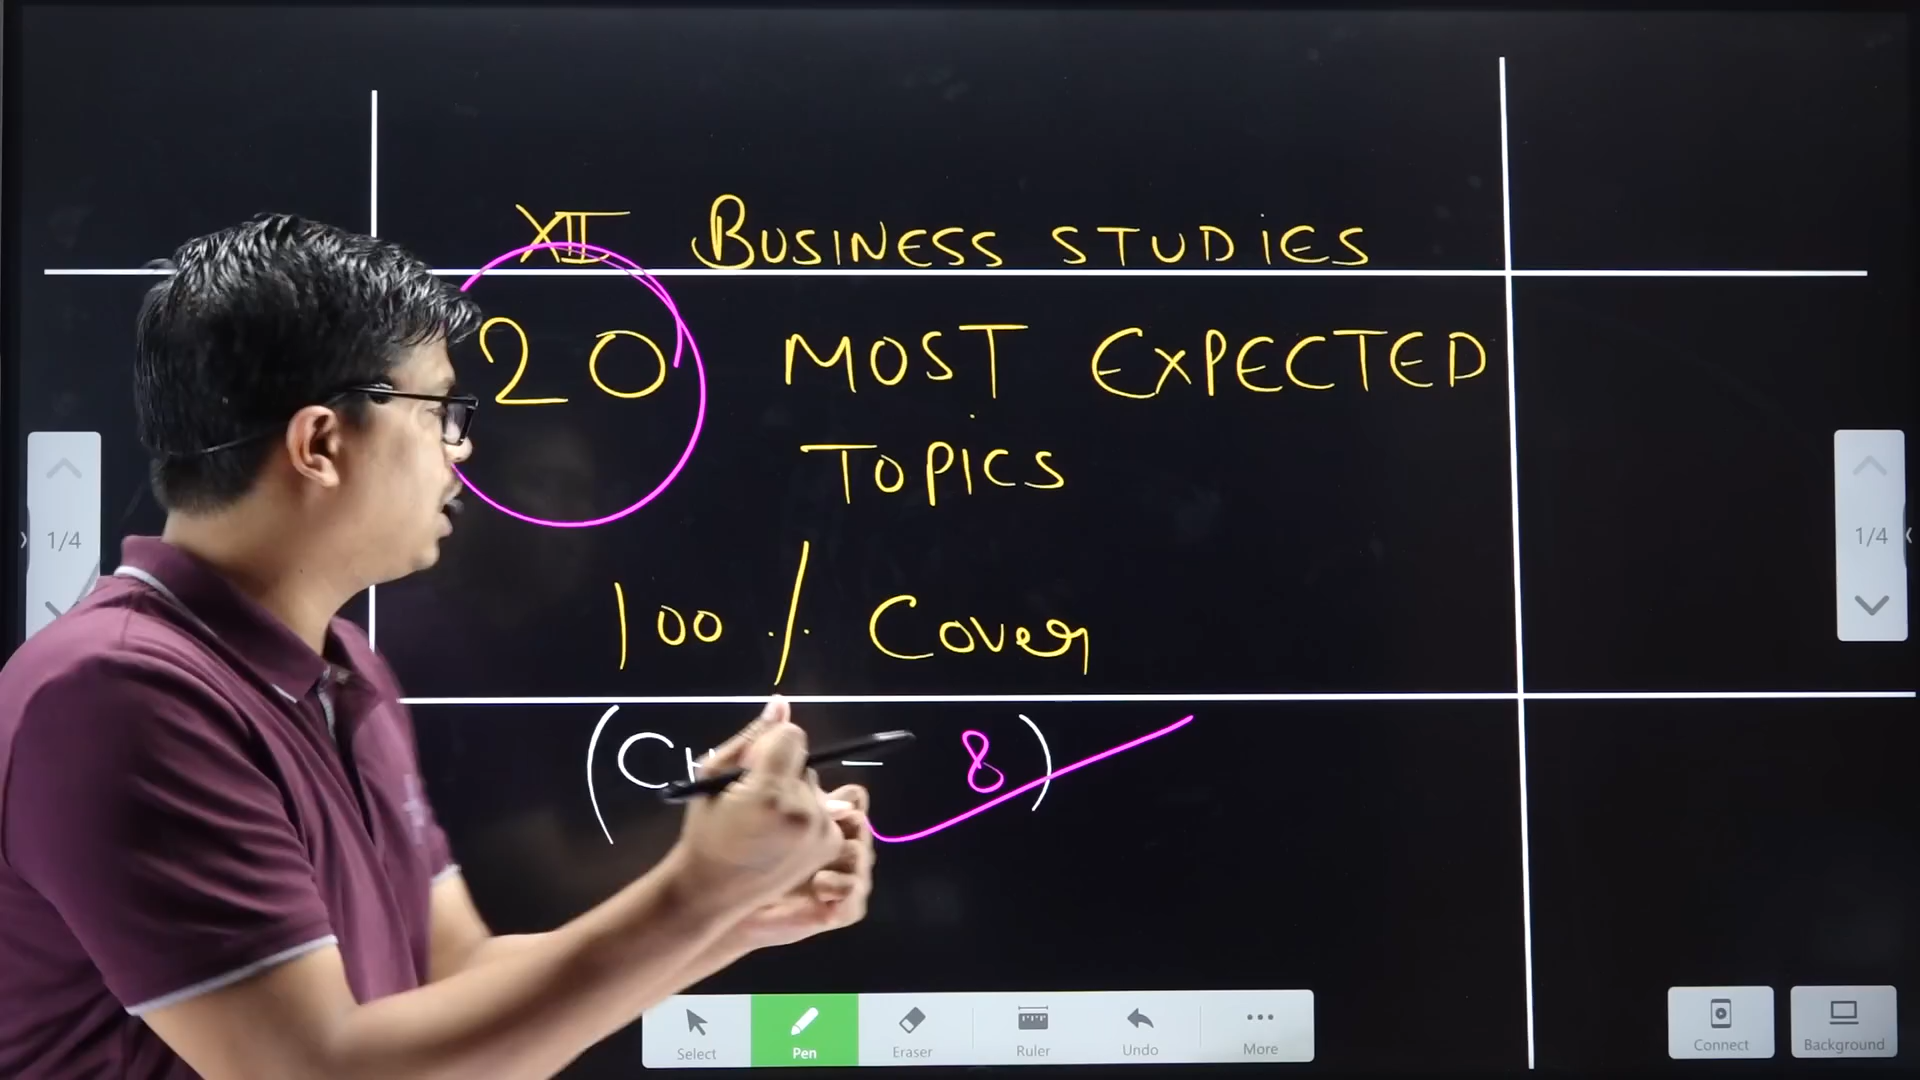 XII BUSINESS STUDIES
20 MOST EXPECTED
TOPICS
100 % Cover
- 8)
1/4
1/4
Select
Pen
Eraser
Ruler
Undo
More
Connect
Background